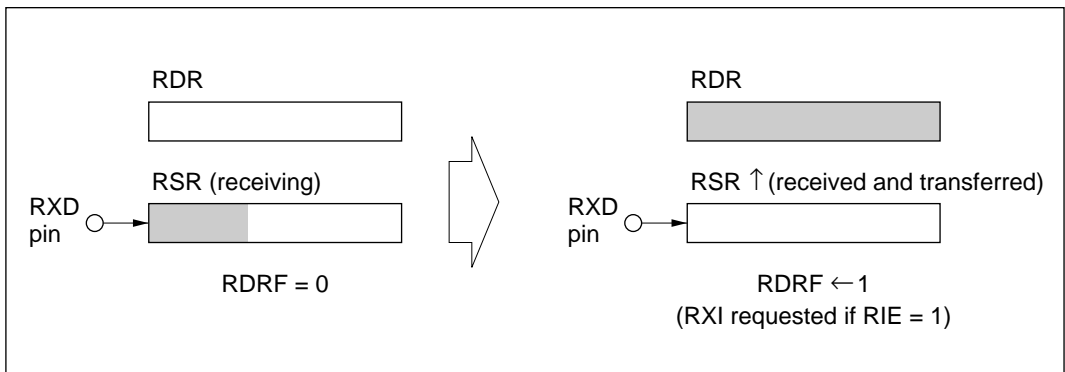 RDR
RSR (receiving)
RXD
pin
RDRF = 0
RDR
RSR ↑ (received and transferred)
RXD
pin
RDRF ← 1
(RXI requested if RIE = 1)